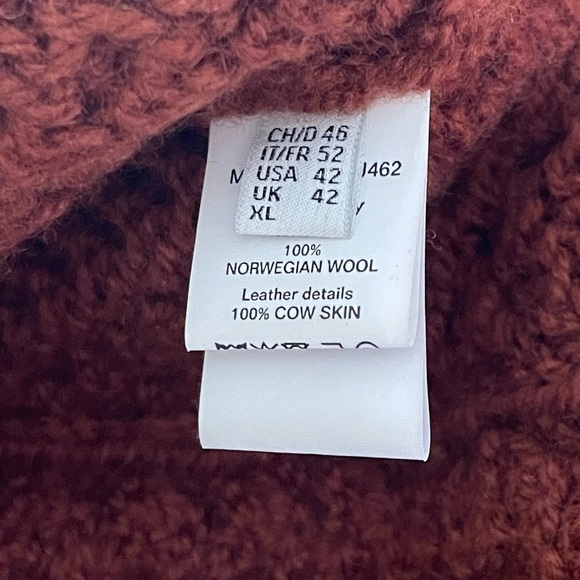 CH/D 46
IT/FR 52
USA 42
UK 42
XL
100%
NORWEGIAN WOOL
Leather details
100% COW SKIN